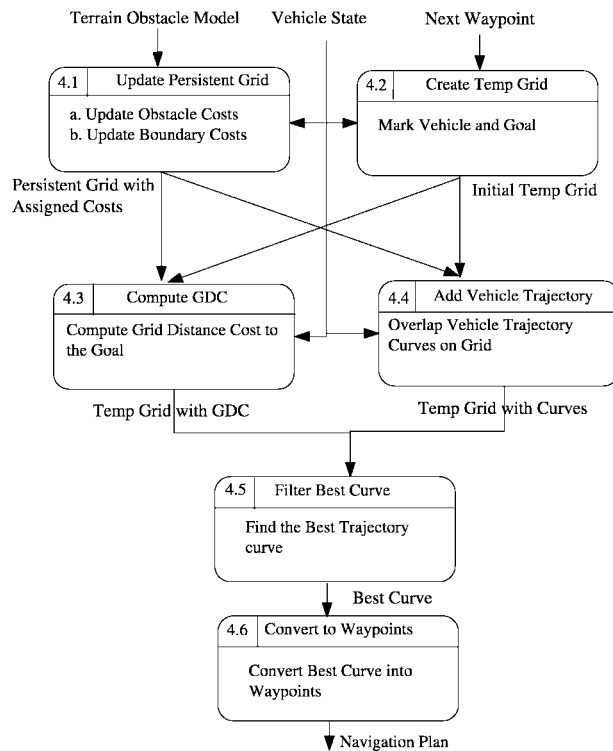 Terrain Obstacle Model
Vehicle State
Next Waypoint
4.1
Update Persistent Grid
a. Update Obstacle Costs
b. Update Boundary Costs
4.2
Create Temp Grid
Mark Vehicle and Goal
Persistent Grid with
Assigned Costs
Initial Temp Grid
4.3
Compute GDC
Compute Grid Distance Cost to
the Goal
4.4
Add Vehicle Trajectory
Overlap Vehicle Trajectory
Curves on Grid
Temp Grid with GDC
Temp Grid with Curves
4.5
Filter Best Curve
Find the Best Trajectory
curve
Best Curve
4.6
Convert to Waypoints
Convert Best Curve into
Waypoints
Navigation Plan